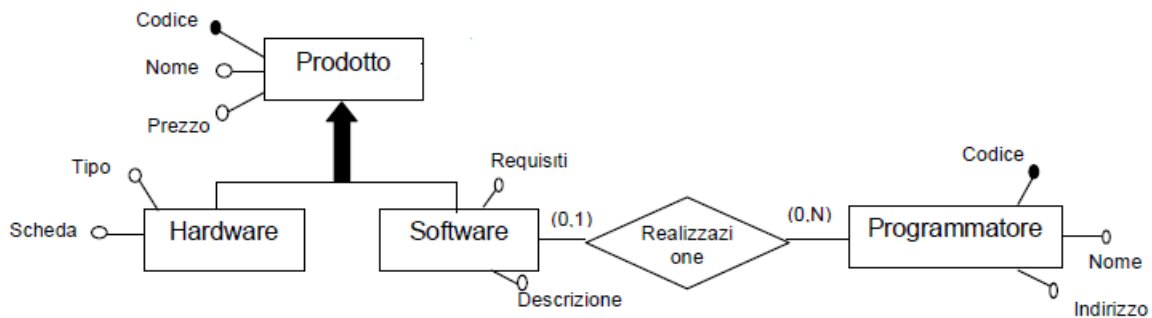 Codice
Prodotto
Nome
Prezzo
Tipo
Requisiti
Codice
Scheda
Hardware
Software
(0,1)
Realizzazi
one
(0,N)
Programmatore
Nome
Descrizione
Indirizzo